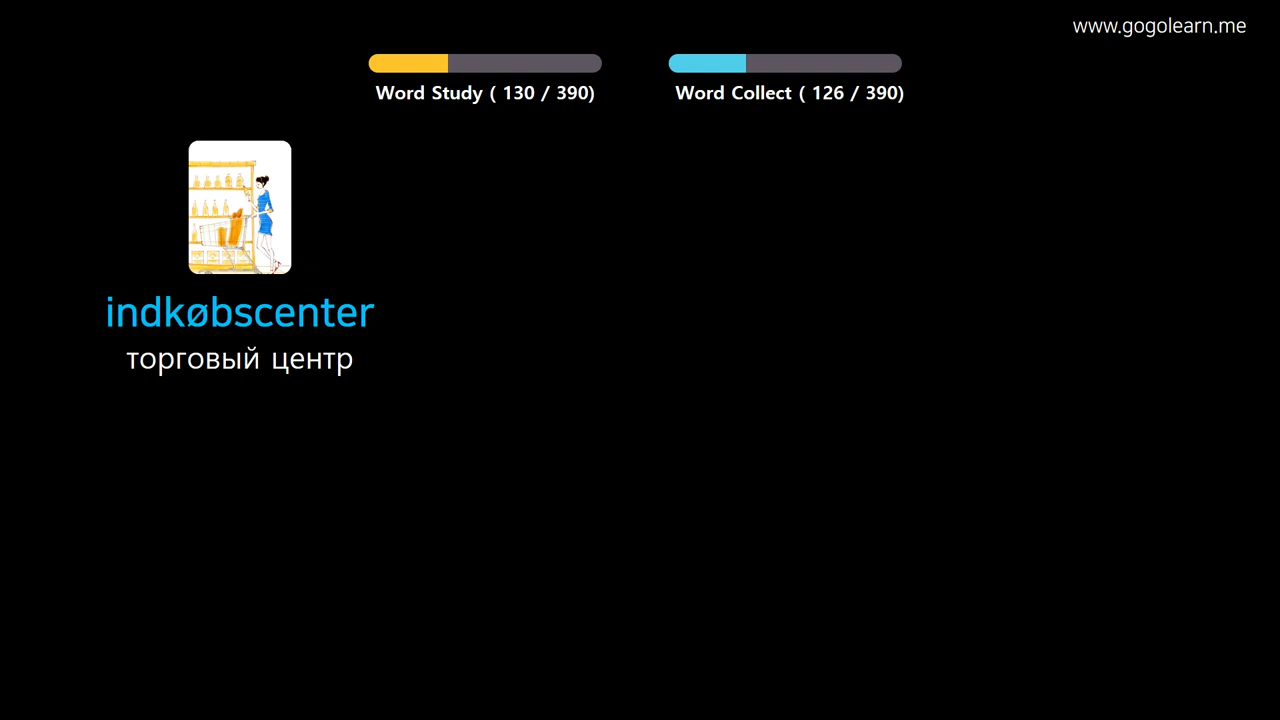 www.gogolearn.me
Word Study ( 130 / 390)
Word Collect ( 126 / 390)
indkøbscenter
торговый центр